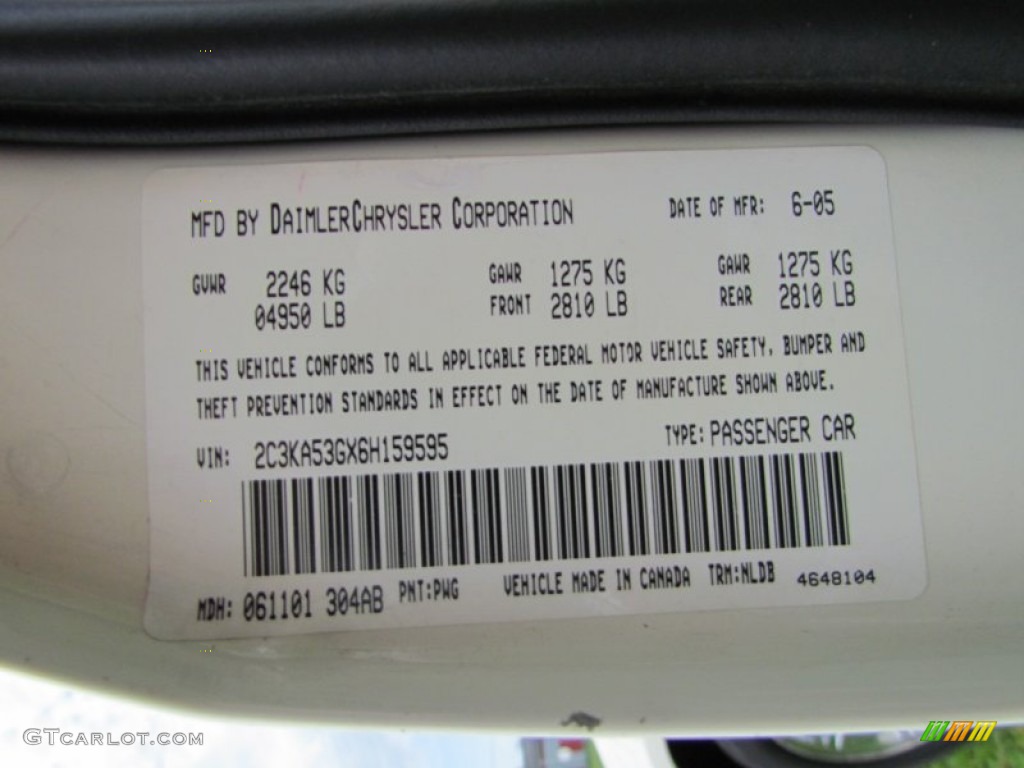 MFD BY DAIMLERCHRYSLER CORPORATION DATE OF MFR: 6-05
GVWR 2246 KG GAWR 1275 KG GAWR 1275 KG
04950 LB FRONT 2810 LB REAR 2810 LB
THIS VEHICLE CONFORMS TO ALL APPLICABLE FEDERAL MOTOR VEHICLE SAFETY, BUMPER AND
THEFT PREVENTION STANDARDS IN EFFECT ON THE DATE OF MANUFACTURE SHOWN ABOVE.
VIN: 2C3KA53GX6H159595 TYPE: PASSENGER CAR
MDH: 061101 304AB PNT:PWG VEHICLE MADE IN CANADA TRM:NLDB 4648104
GTCARLOT.COM